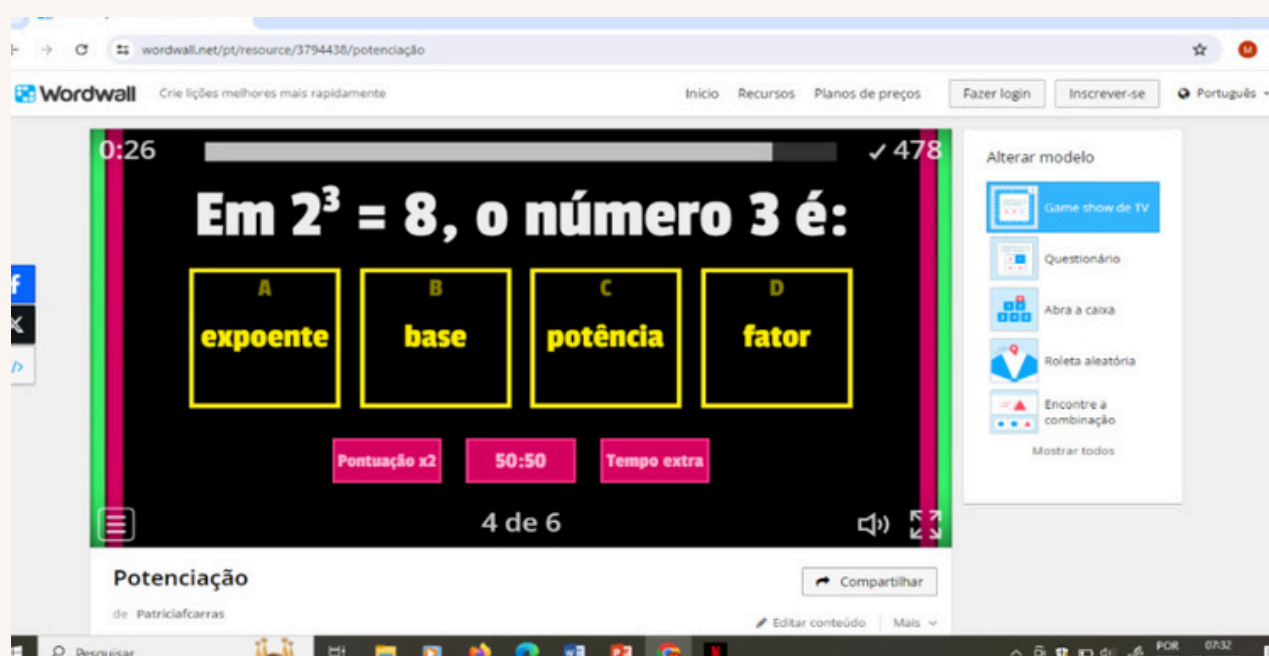 wordwall.net/pt/resource/3794438/potenciação
M
Wordwall
Crie lições melhores mais rapidamente
Início
Recursos
Planos de preços
Fazer login
Inscrever-se
Português
0:26
✓ 478
Em 2³ = 8, o número 3 é:
A
expoente
B
base
C
potência
D
fator
Pontuação x2
50:50
Tempo extra
4 de 6
Alterar modelo
Game show de TV
Questionário
Abra a caixa
Roleta aleatória
Encontre a
combinação
Mostrar todos
Potenciação
Compartilhar
de Patriciafcarras
Editar conteúdo
Mais
Pesquisar
POR
07:32